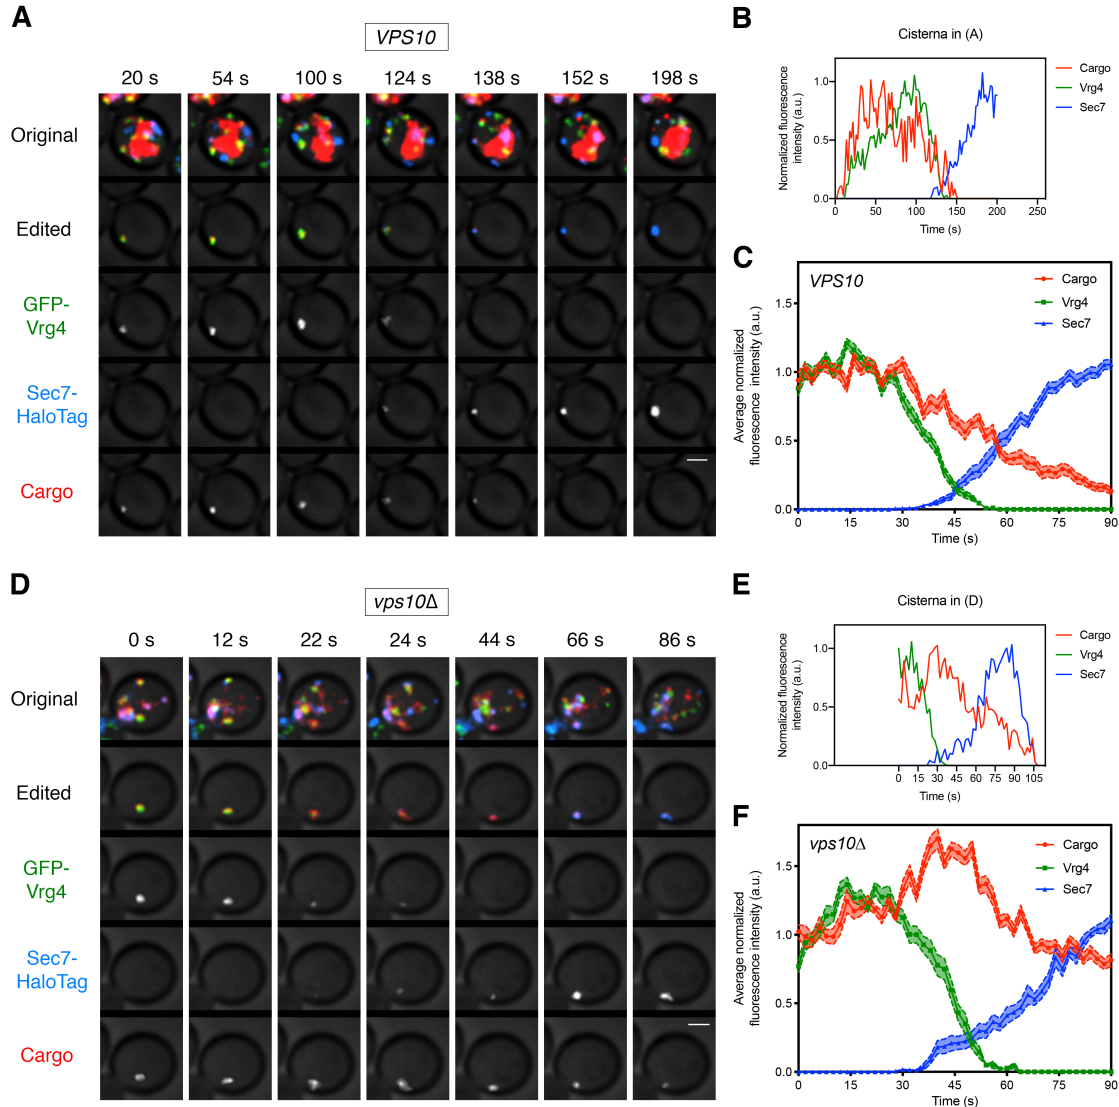 A
VPS10
20 s 54 s 100 s 124 s 138 s 152 s 198 s
Original
Edited
GFP-
Vrg4
Sec7-
HaloTag
Cargo
B
Cisterna in (A)
Normalized fluorescence
intensity (a.u.)
1.0
0.5
0.0
0 50 100 150 200 250
Time (s)
Cargo
Vrg4
Sec7
C
VPS10
Average normalized
fluorescence intensity (a.u.)
1.5
1.0
0.5
0.0
0 15 30 45 60 75 90
Time (s)
Cargo
Vrg4
Sec7
D
vps10Δ
0 s 12 s 22 s 24 s 44 s 66 s 86 s
Original
Edited
GFP-
Vrg4
Sec7-
HaloTag
Cargo
E
Cisterna in (D)
Normalized fluorescence
intensity (a.u.)
1.0
0.5
0.0
0 15 30 45 60 75 90 105
Time (s)
Cargo
Vrg4
Sec7
F
vps10Δ
Average normalized
fluorescence intensity (a.u.)
1.5
1.0
0.5
0.0
0 15 30 45 60 75 90
Time (s)
Cargo
Vrg4
Sec7